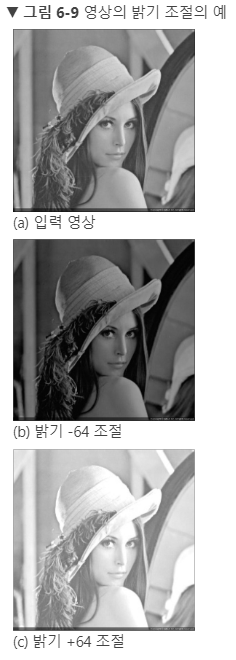 ▼ 그림 6-9 영상의 밝기 조절의 예
(a) 입력 영상
(b) 밝기 -64 조절
(c) 밝기 +64 조절